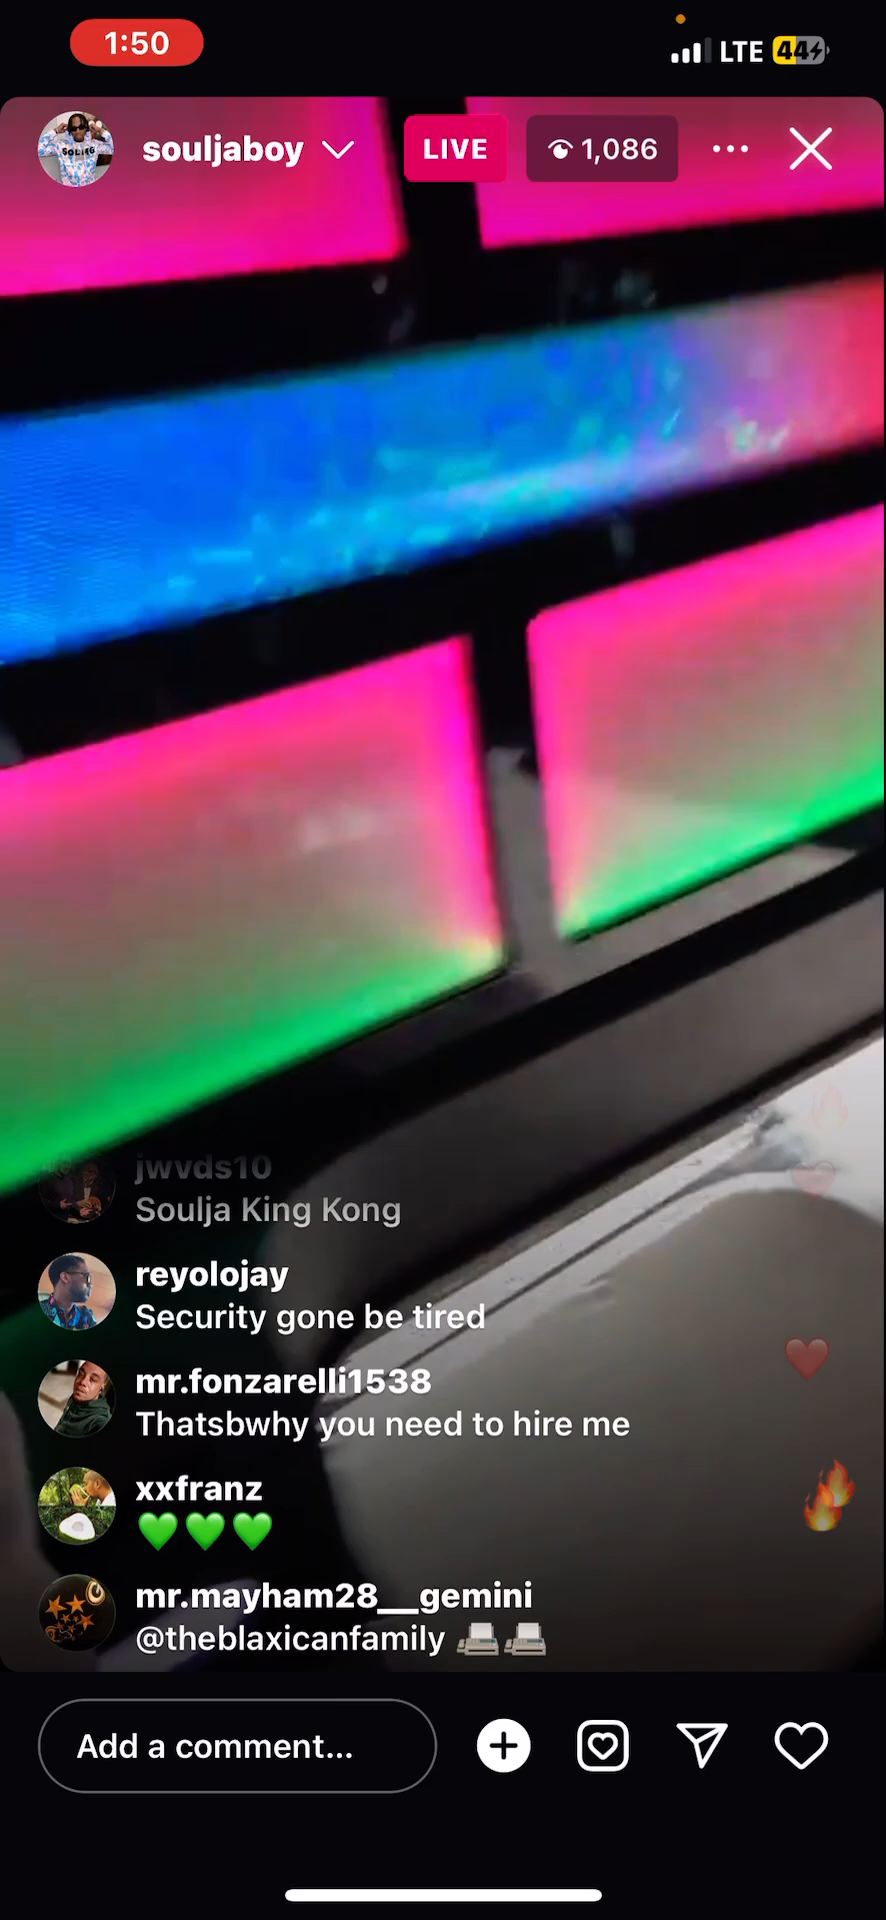 1:50
LTE 44
souljaboy LIVE 1,086
jwvds10
Soulja King Kong
reyolojay
Security gone be tired
mr.fonzarelli1538
Thatsbwhy you need to hire me
xxfranz
💚💚💚
mr.mayham28__gemini
@theblaxicanfamily 📠📠
Add a comment...